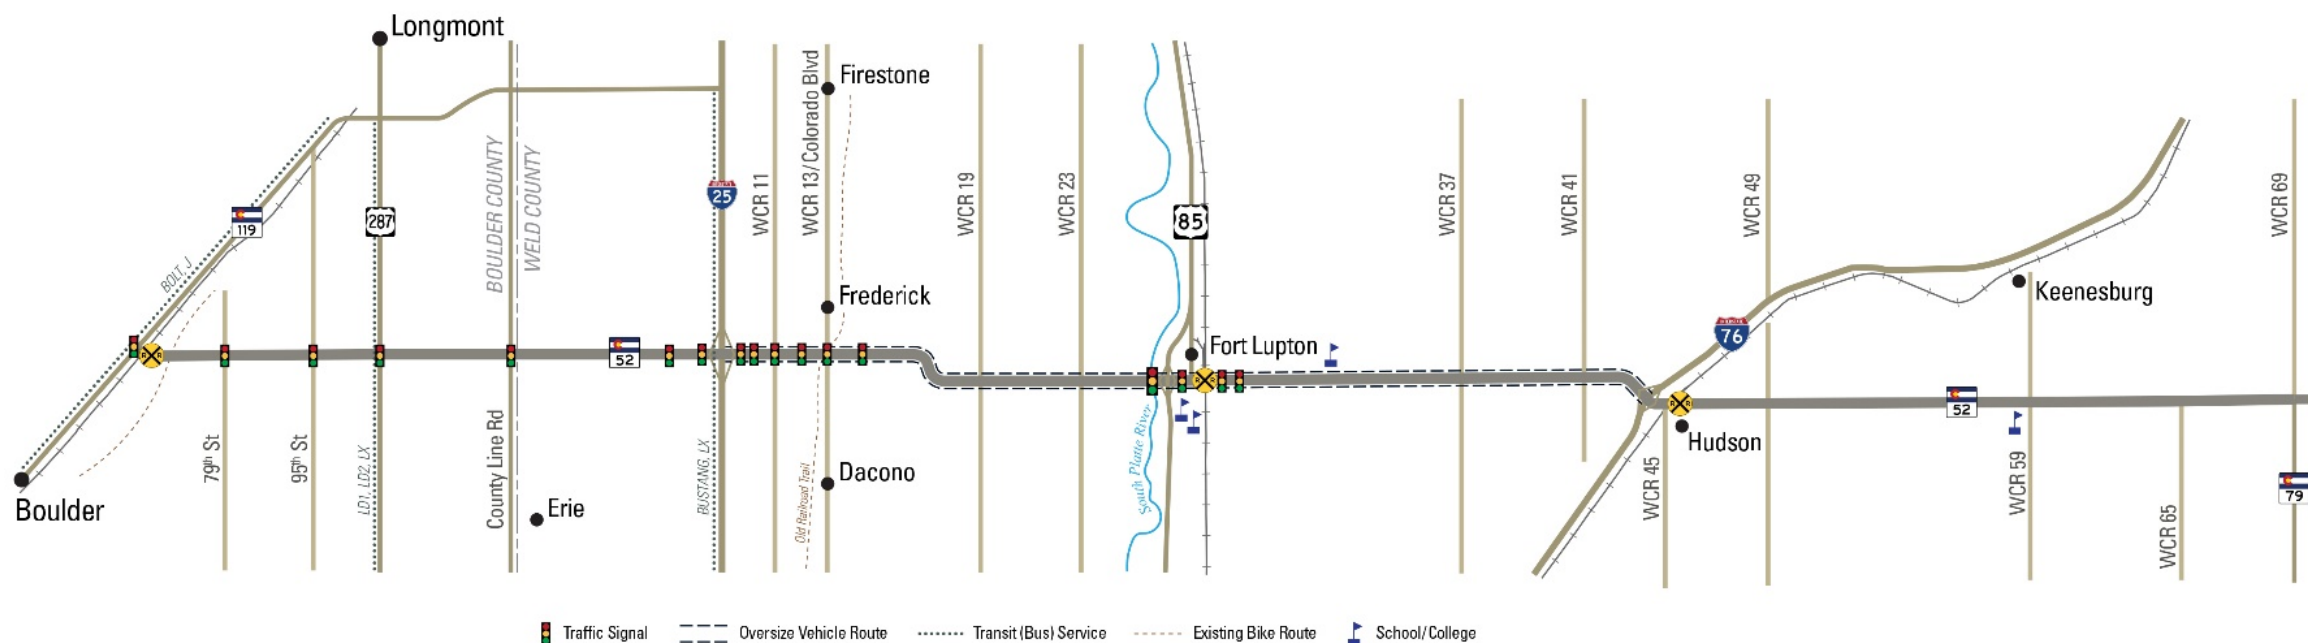 Longmont
Firestone
BOULDER COUNTY
WELD COUNTY
WCR 11
WCR 13/Colorado Blvd
WCR 19
WCR 23
WCR 37
WCR 41
WCR 49
WCR 69
119
287
25
85
BOLT, J
Frederick
Keenesburg
76
52
Fort Lupton
R R
R R
R R
52
Hudson
79th St
95th St
LD1, LD2, LX
County Line Rd
BUSTANG, LX
Old Railroad Trail
Dacono
South Platte River
WCR 45
WCR 59
WCR 65
79
Boulder
Erie
Traffic Signal
Oversize Vehicle Route
Transit (Bus) Service
Existing Bike Route
School/College